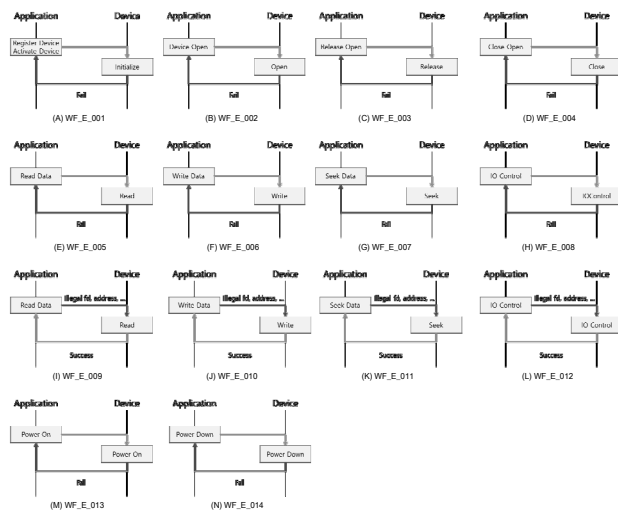 Application Device
Register Device
Activate Device
Initialize
Fail
(A) WF_E_001
Application Device
Device Open
Open
Fail
(B) WF_E_002
Application Device
Release Open
Release
Fail
(C) WF_E_003
Application Device
Close Open
Close
Fail
(D) WF_E_004
Application Device
Read Data
Read
Fail
(E) WF_E_005
Application Device
Write Data
Write
Fail
(F) WF_E_006
Application Device
Seek Data
Seek
Fail
(G) WF_E_007
Application Device
IO Control
IOControl
Fail
(H) WF_E_008
Application Device
Illegal fd, address, ...
Read Data
Read
Success
(I) WF_E_009
Application Device
Illegal fd, address, ...
Write Data
Write
Success
(J) WF_E_010
Application Device
Illegal fd, address, ...
Seek Data
Seek
Success
(K) WF_E_011
Application Device
Illegal fd, address, ...
IO Control
IO Control
Success
(L) WF_E_012
Application Device
Power On
Power On
Fail
(M) WF_E_013
Application Device
Power Down
Power Down
Fail
(N) WF_E_014